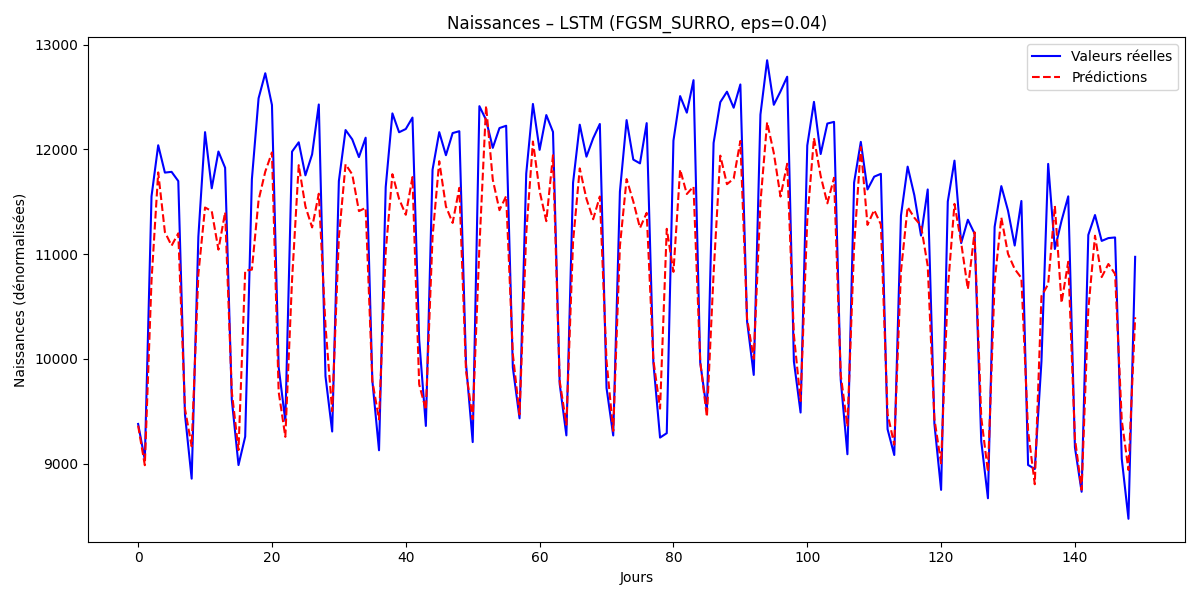 Naissances – LSTM (FGSM_SURRO, eps=0.04)
Valeurs réelles
Prédictions
Naissances (dénormalisées)
13000
12000
11000
10000
9000
0 20 40 60 80 100 120 140
Jours